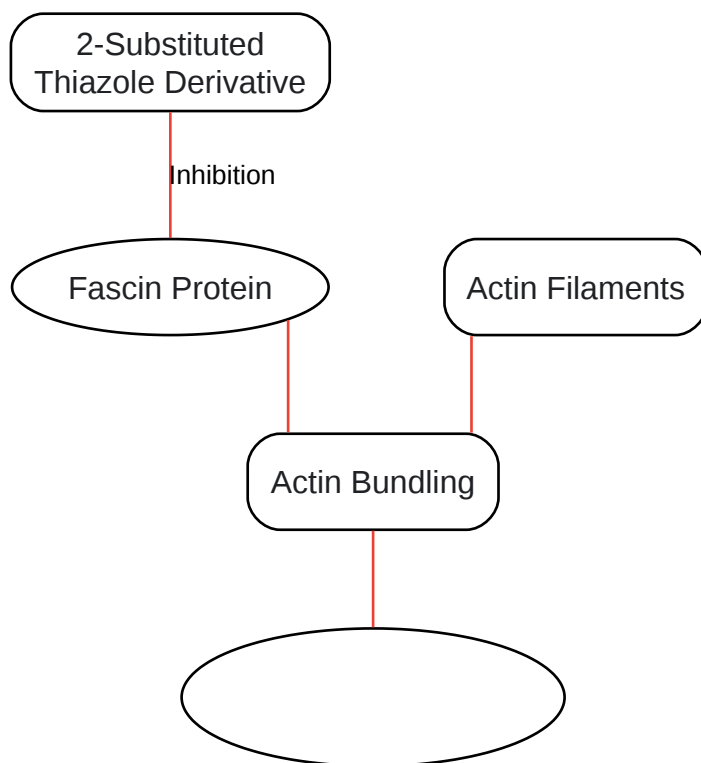 2-Substituted
Thiazole Derivative
Inhibition
Fascin Protein
Actin Filaments
Actin Bundling